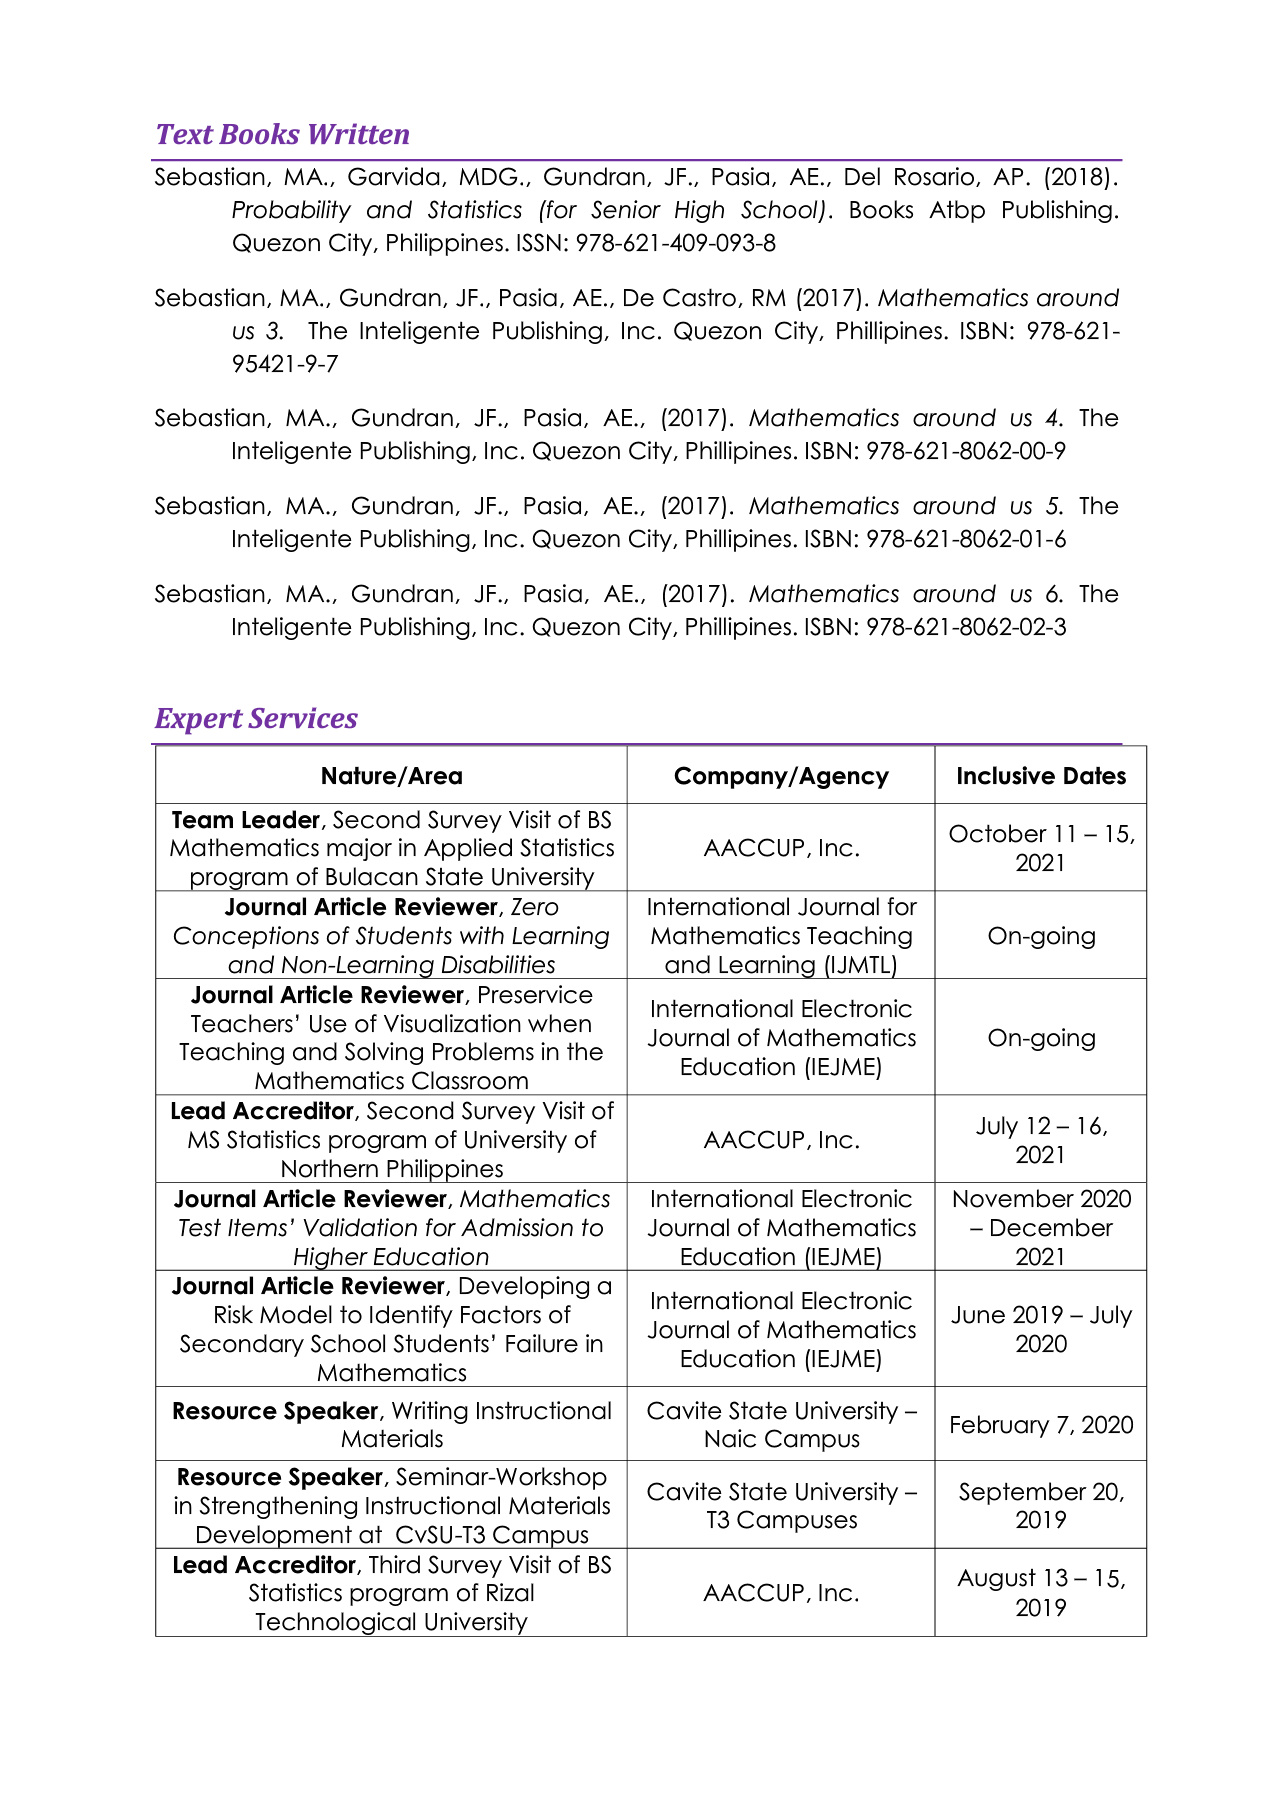 Text Books Written
Sebastian, MA., Garvida, MDG., Gundran, JF., Pasia, AE., Del Rosario, AP. (2018).
Probability and Statistics (for Senior High School). Books Atbp Publishing.
Quezon City, Philippines. ISSN: 978-621-409-093-8
Sebastian, MA., Gundran, JF., Pasia, AE., De Castro, RM (2017). Mathematics around
us 3. The Inteligente Publishing, Inc. Quezon City, Phillipines. ISBN: 978-621-
95421-9-7
Sebastian, MA., Gundran, JF., Pasia, AE., (2017). Mathematics around us 4. The
Inteligente Publishing, Inc. Quezon City, Phillipines. ISBN: 978-621-8062-00-9
Sebastian, MA., Gundran, JF., Pasia, AE., (2017). Mathematics around us 5. The
Inteligente Publishing, Inc. Quezon City, Phillipines. ISBN: 978-621-8062-01-6
Sebastian, MA., Gundran, JF., Pasia, AE., (2017). Mathematics around us 6. The
Inteligente Publishing, Inc. Quezon City, Phillipines. ISBN: 978-621-8062-02-3
Expert Services
Nature/Area
Company/Agency
Inclusive Dates
Team Leader, Second Survey Visit of BS
Mathematics major in Applied Statistics
program of Bulacan State University
AACCUP, Inc.
October 11 – 15,
2021
Journal Article Reviewer, Zero
Conceptions of Students with Learning
and Non-Learning Disabilities
International Journal for
Mathematics Teaching
and Learning (IJMTL)
On-going
Journal Article Reviewer, Preservice
Teachers’ Use of Visualization when
Teaching and Solving Problems in the
Mathematics Classroom
International Electronic
Journal of Mathematics
Education (IEJME)
On-going
Lead Accreditor, Second Survey Visit of
MS Statistics program of University of
Northern Philippines
AACCUP, Inc.
July 12 – 16,
2021
Journal Article Reviewer, Mathematics
Test Items’ Validation for Admission to
Higher Education
International Electronic
Journal of Mathematics
Education (IEJME)
November 2020
– December
2021
Journal Article Reviewer, Developing a
Risk Model to Identify Factors of
Secondary School Students’ Failure in
Mathematics
International Electronic
Journal of Mathematics
Education (IEJME)
June 2019 – July
2020
Resource Speaker, Writing Instructional
Materials
Cavite State University –
Naic Campus
February 7, 2020
Resource Speaker, Seminar-Workshop
in Strengthening Instructional Materials
Development at CvSU-T3 Campus
Cavite State University –
T3 Campuses
September 20,
2019
Lead Accreditor, Third Survey Visit of BS
Statistics program of Rizal
Technological University
AACCUP, Inc.
August 13 – 15,
2019